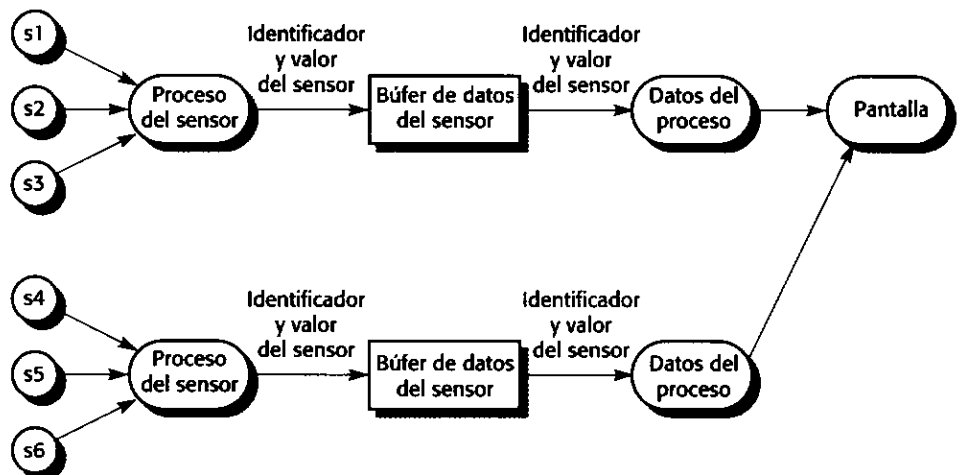 s1
s2
s3
Proceso
del sensor
Identificador
y valor
del sensor
Búfer de datos
del sensor
Identificador
y valor
del sensor
Datos del
proceso
Pantalla
s4
s5
s6
Proceso
del sensor
Identificador
y valor
del sensor
Búfer de datos
del sensor
Identificador
y valor
del sensor
Datos del
proceso